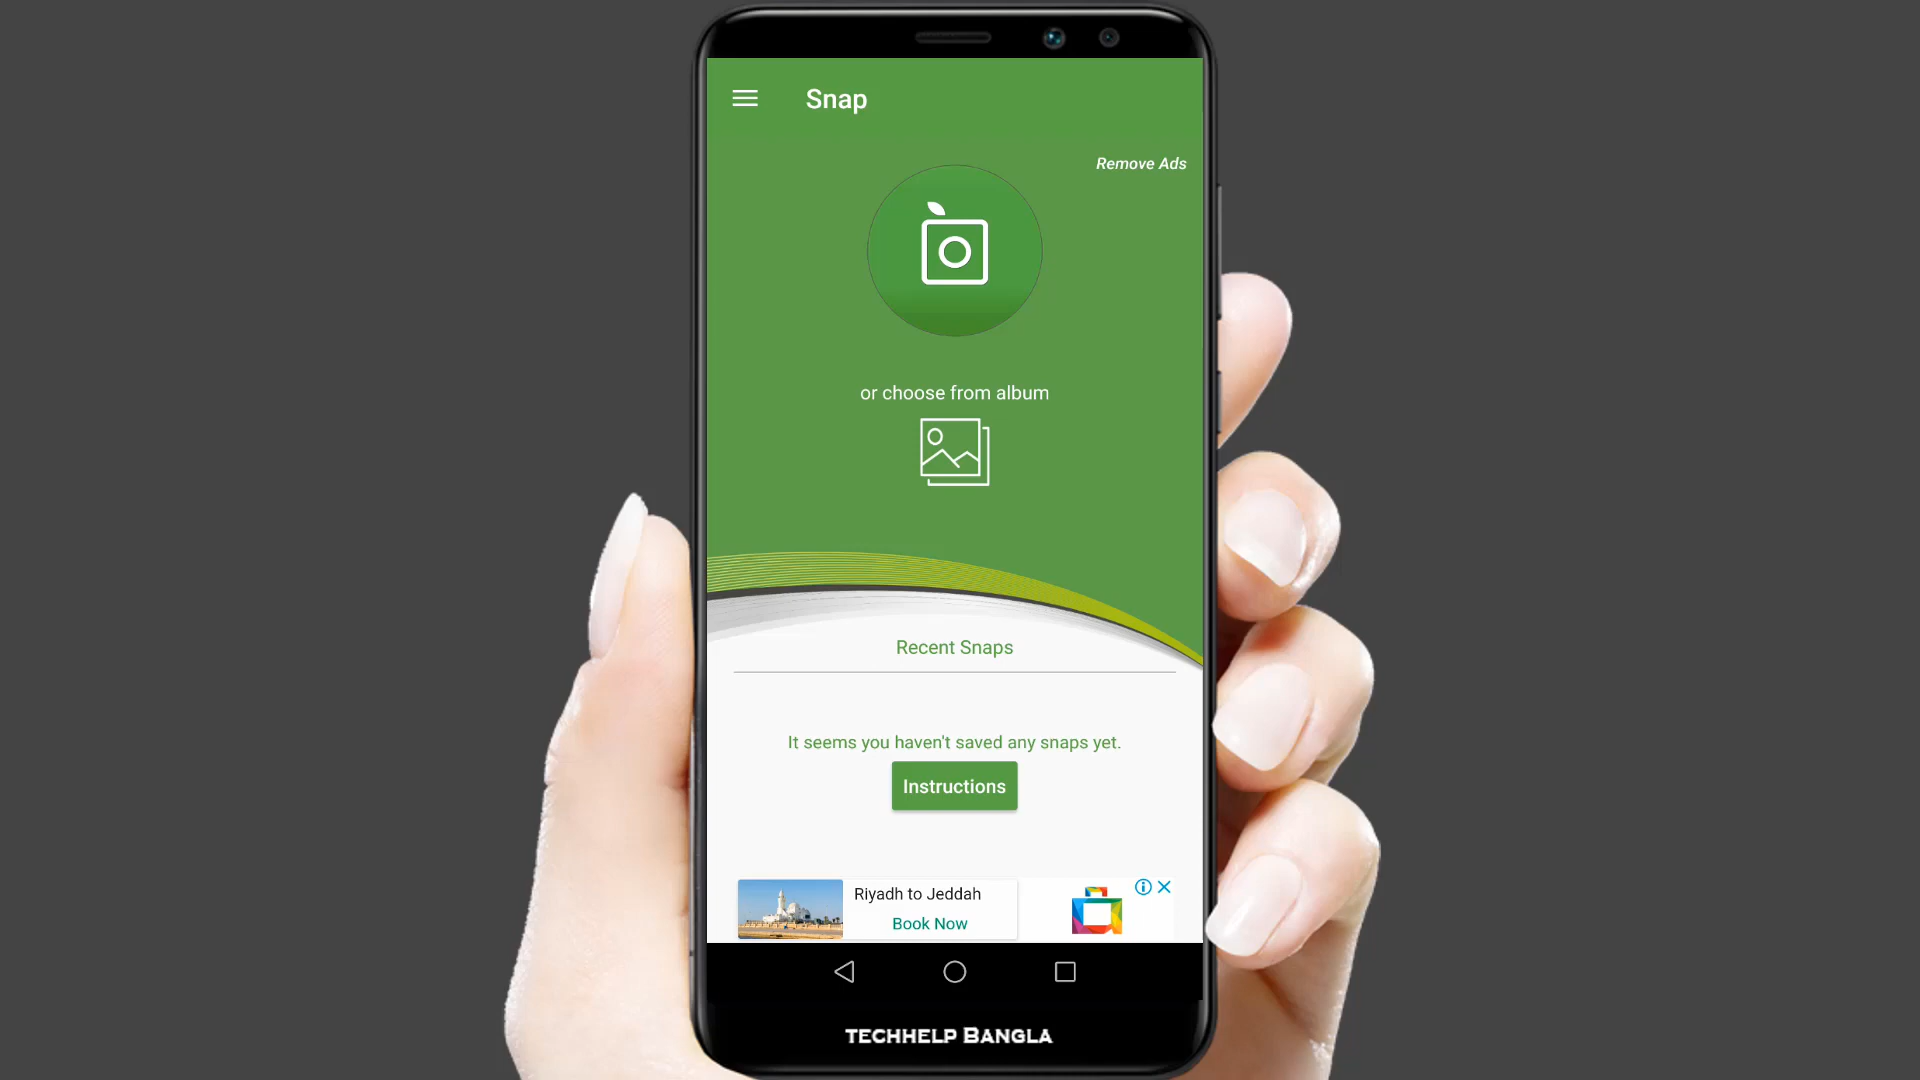 Snap
Remove Ads
or choose from album
Recent Snaps
It seems you haven't saved any snaps yet.
Instructions
Riyadh to Jeddah
Book Now
TECHHELP BANGLA